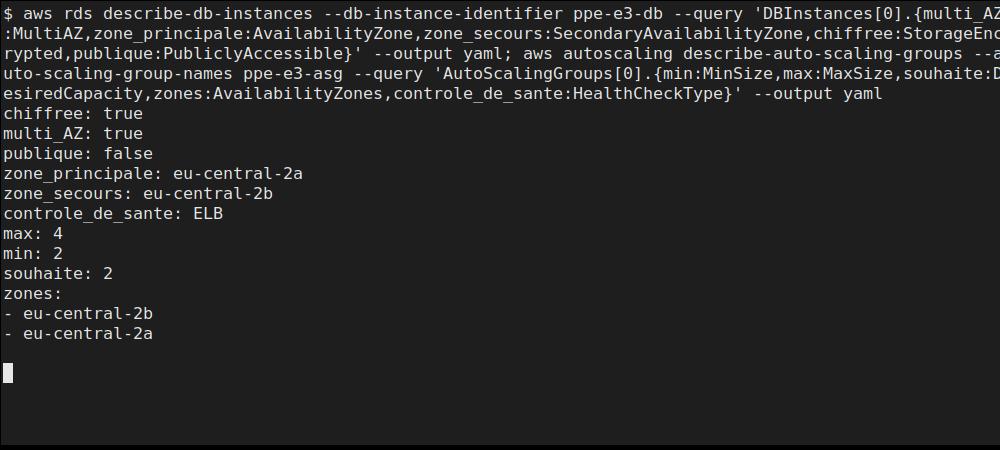 $ aws rds describe-db-instances --db-instance-identifier ppe-e3-db --query 'DBInstances[0].{multi_AZ
:MultiAZ,zone_principale:AvailabilityZone,zone_secours:SecondaryAvailabilityZone,chiffree:StorageEnc
rypted,publique:PubliclyAccessible}' --output yaml; aws autoscaling describe-auto-scaling-groups --a
uto-scaling-group-names ppe-e3-asg --query 'AutoScalingGroups[0].{min:MinSize,max:MaxSize,souhaite:D
esiredCapacity,zones:AvailabilityZones,controle_de_sante:HealthCheckType}' --output yaml
chiffree: true
multi_AZ: true
publique: false
zone_principale: eu-central-2a
zone_secours: eu-central-2b
controle_de_sante: ELB
max: 4
min: 2
souhaite: 2
zones:
- eu-central-2b
- eu-central-2a